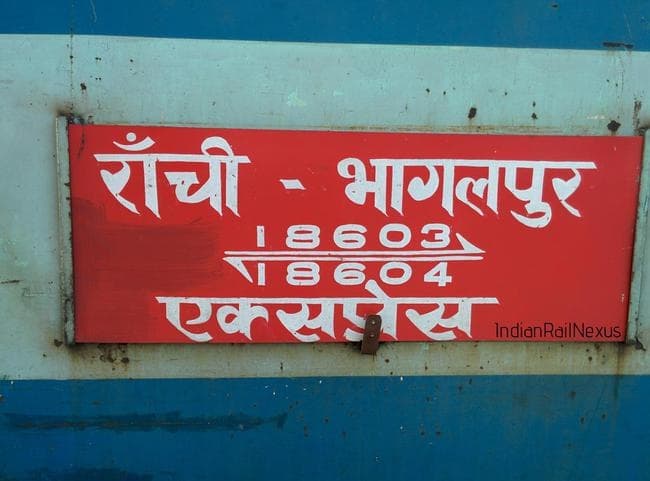 राँची - भागलपुर
18603
18604
एक्सप्रेस
IndianRailNexus